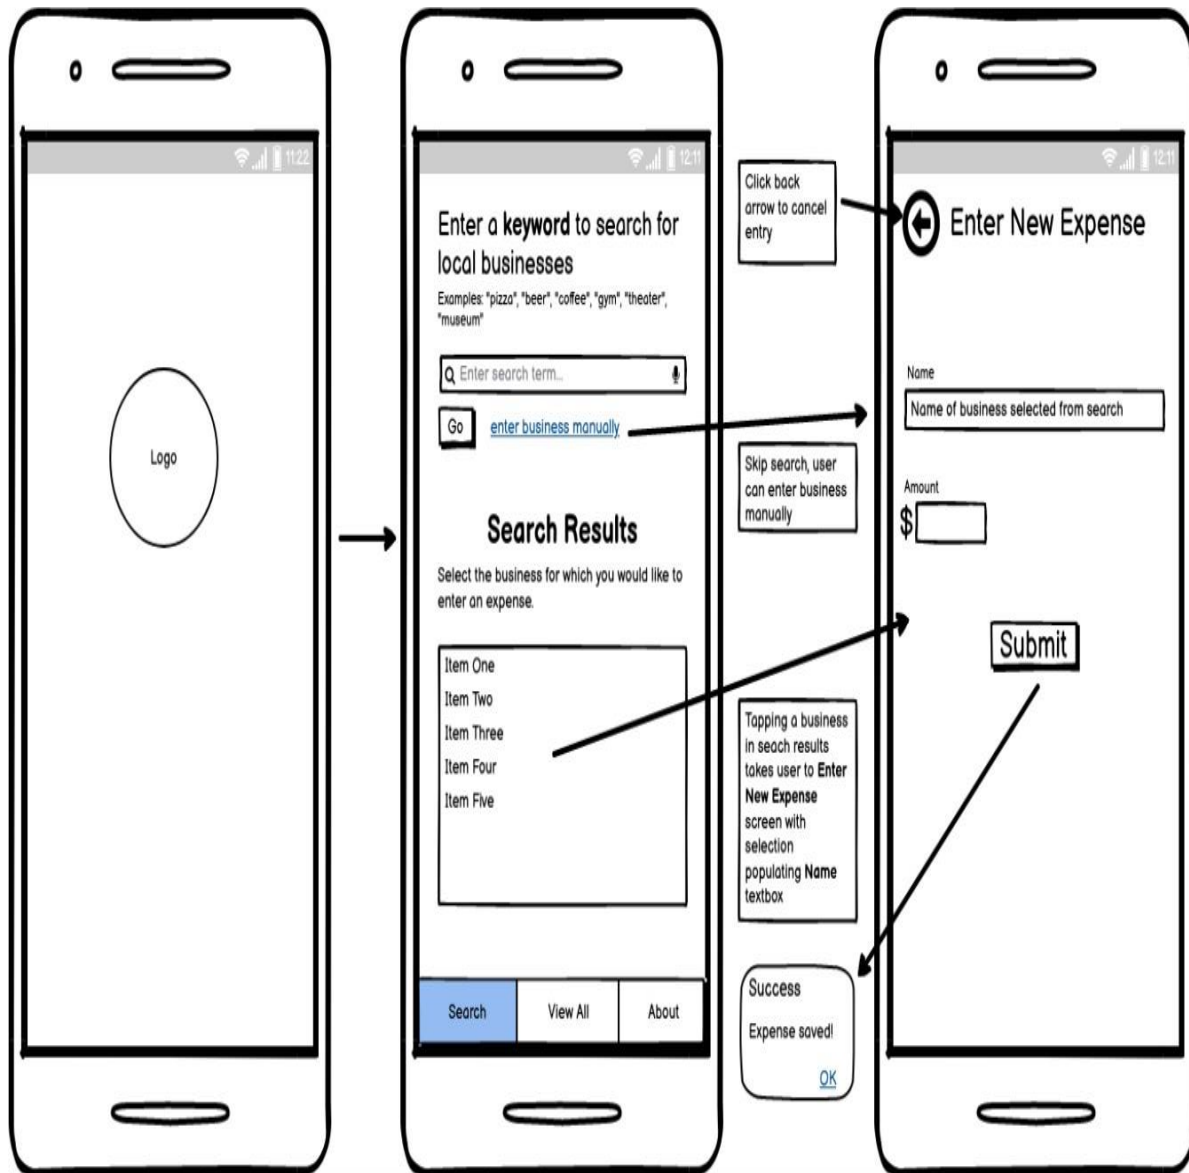 11:22
Logo
12:11
Enter a keyword to search for
local businesses
Examples: "pizza", "beer", "coffee", "gym", "theater",
"museum"
Enter search term...
Go
enter business manually
Search Results
Select the business for which you would like to
enter an expense.
Item One
Item Two
Item Three
Item Four
Item Five
Search
View All
About
Click back
arrow to cancel
entry
Skip search, user
can enter business
manually
Tapping a business
in seach results
takes user to Enter
New Expense
screen with
selection
populating Name
textbox
Success
Expense saved!
OK
12:11
Enter New Expense
Name
Name of business selected from search
Amount
$
Submit